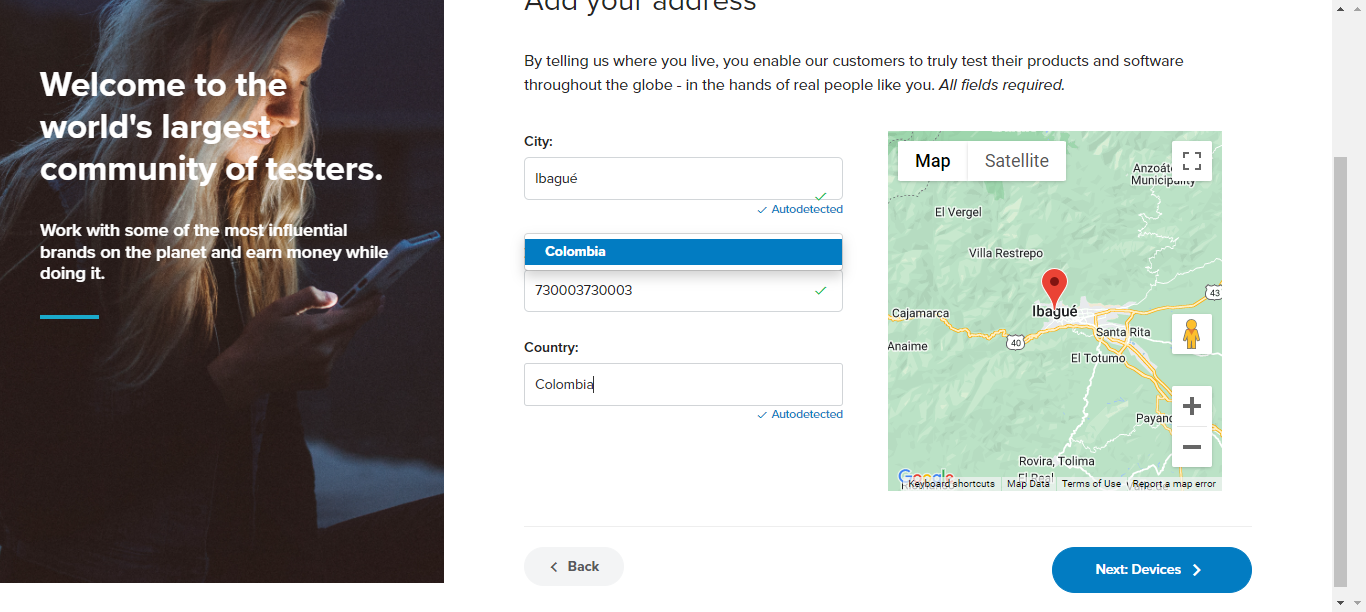 Welcome to the
world's largest
community of testers.
Work with some of the most influential
brands on the planet and earn money while
doing it.
Add your address
By telling us where you live, you enable our customers to truly test their products and software
throughout the globe - in the hands of real people like you. All fields required.
City:
Ibagué
Autodetected
Colombia
730003730003
Country:
Colombia
Autodetected
Map
Satellite
Municipality
El Vergel
Villa Restrepo
43
Cajamarca
Ibagué
Santa Rita
40
Anaime
El Totumo
Rovira, Tolima
El Real
Google
Keyboard shortcuts
Map Data
Terms of Use
Report a map error
Back
Next: Devices